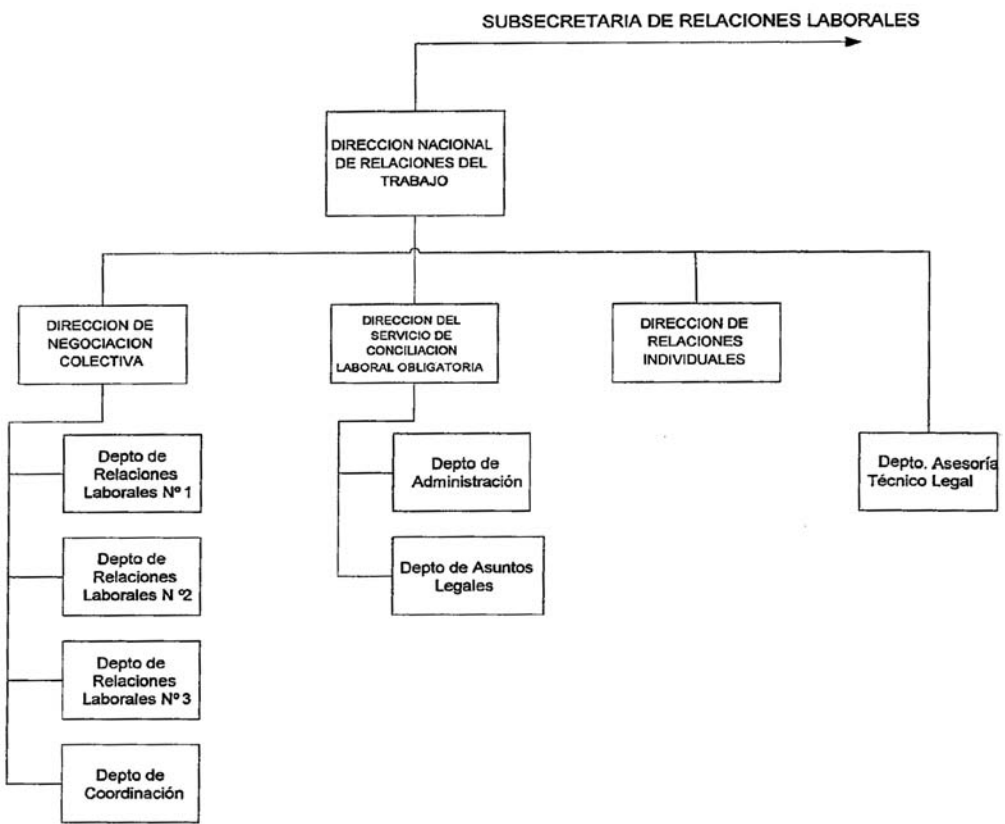 SUBSECRETARIA DE RELACIONES LABORALES
DIRECCION NACIONAL
DE RELACIONES DEL
TRABAJO
DIRECCION DE
NEGOCIACION
COLECTIVA
DIRECCION DEL
SERVICIO DE
CONCILIACION
LABORAL OBLIGATORIA
DIRECCION DE
RELACIONES
INDIVIDUALES
Depto de
Relaciones
Laborales Nº 1
Depto de
Administración
Depto. Asesoría
Técnico Legal
Depto de
Relaciones
Laborales N º2
Depto de Asuntos
Legales
Depto de
Relaciones
Laborales Nº 3
Depto de
Coordinación